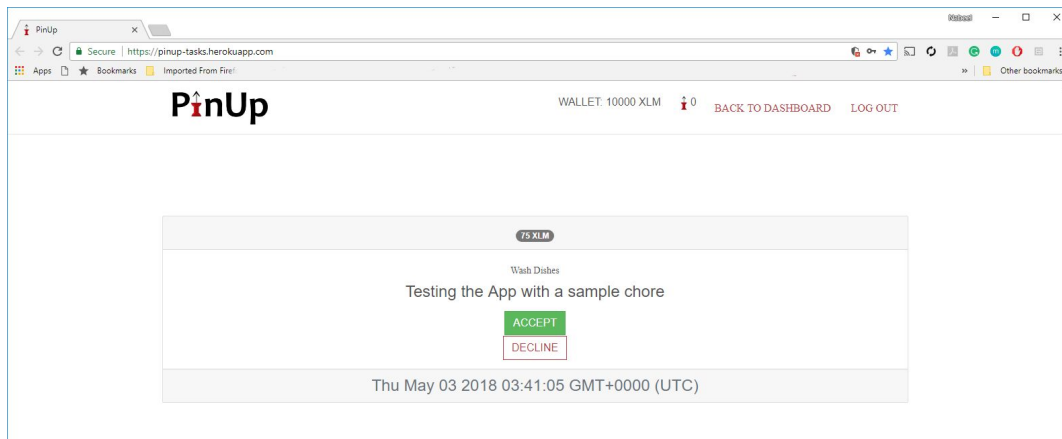 PinUp
Nabeel
Secure | https://pinup-tasks.herokuapp.com
Apps Bookmarks Imported From Firef
Other bookmarks
PinUp
WALLET: 10000 XLM 0 BACK TO DASHBOARD LOG OUT
75 XLM
Wash Dishes
Testing the App with a sample chore
ACCEPT
DECLINE
Thu May 03 2018 03:41:05 GMT+0000 (UTC)